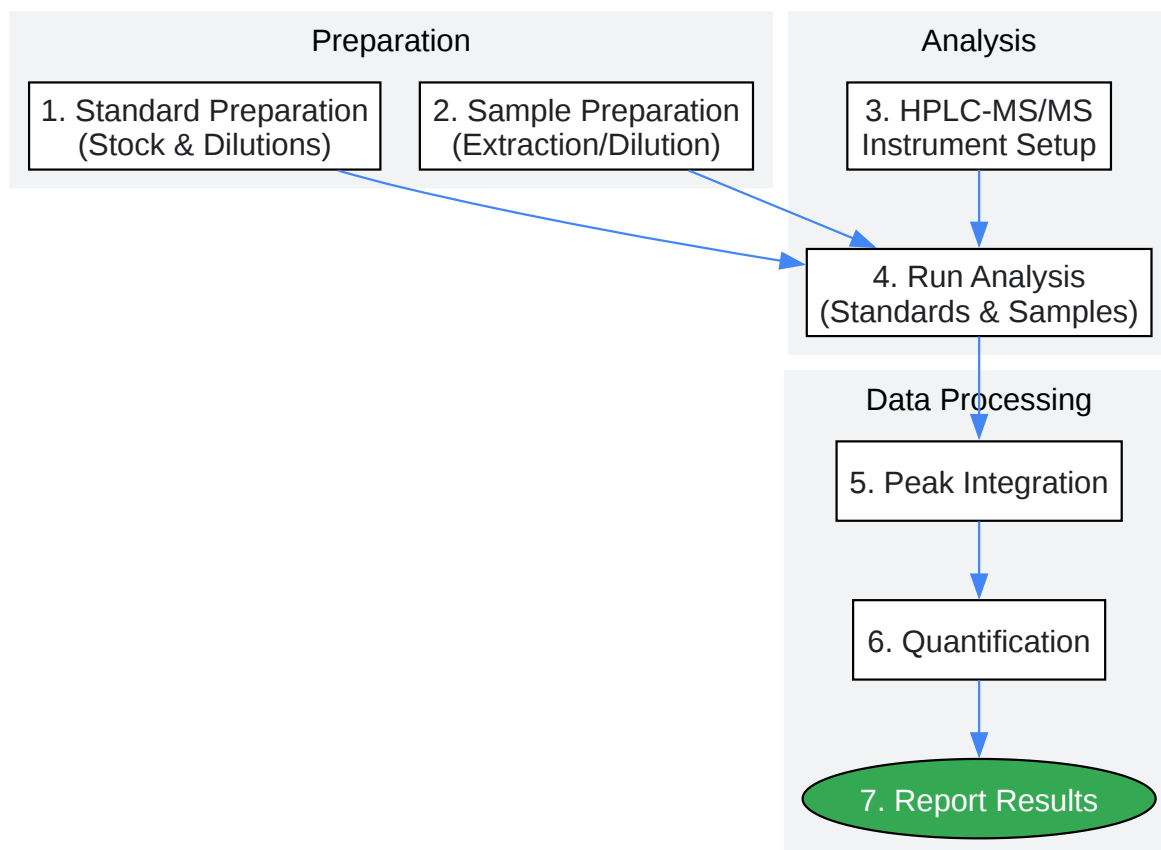 Preparation
1. Standard Preparation
(Stock & Dilutions)
2. Sample Preparation
(Extraction/Dilution)
Analysis
3. HPLC-MS/MS
Instrument Setup
4. Run Analysis
(Standards & Samples)
Data Processing
5. Peak Integration
6. Quantification
7. Report Results